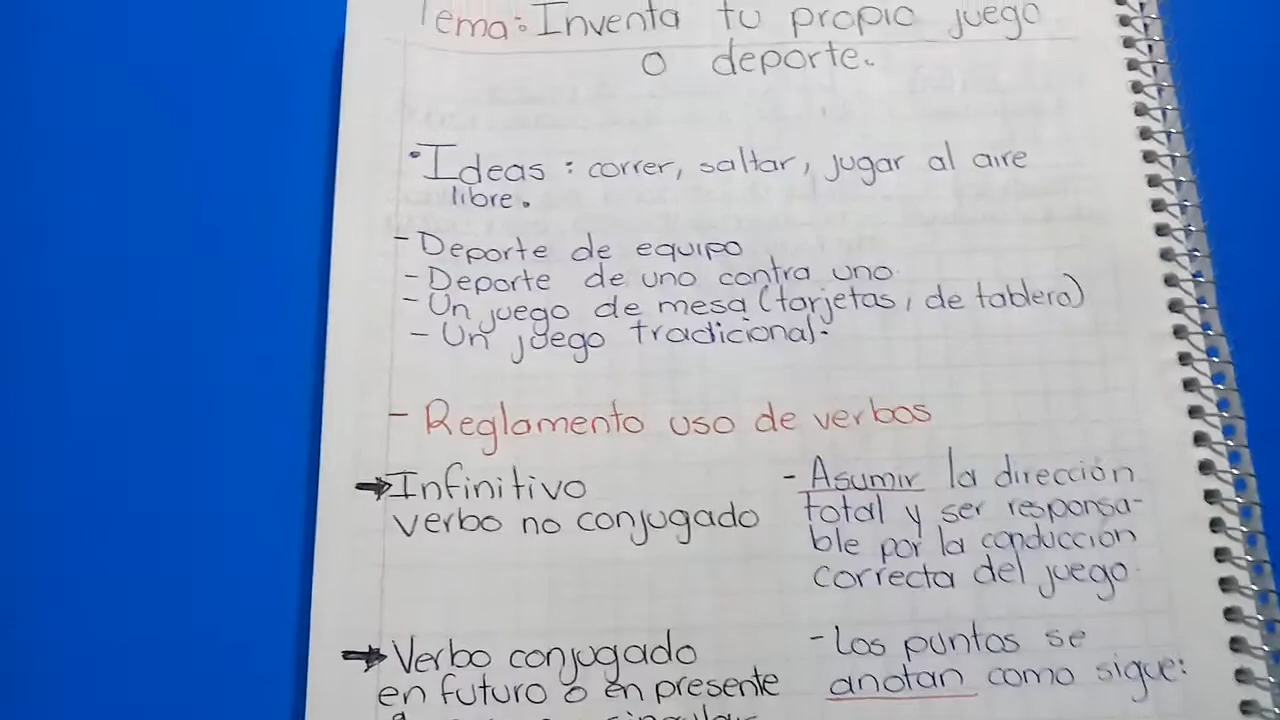 Tema: Inventa tu propio juego
o deporte.
• Ideas : correr, saltar, jugar al aire
libre.
- Deporte de equipo
- Deporte de uno contra uno
- Un juego de mesa (tarjetas, de tablero)
- Un juego tradicional.
- Reglamento uso de verbos
→ Infinitivo
verbo no conjugado
- Asumir la dirección
total y ser responsa-
ble por la conducción
correcta del juego.
→ Verbo conjugado
en futuro o en presente
- Los puntos se
anotan como sigue: